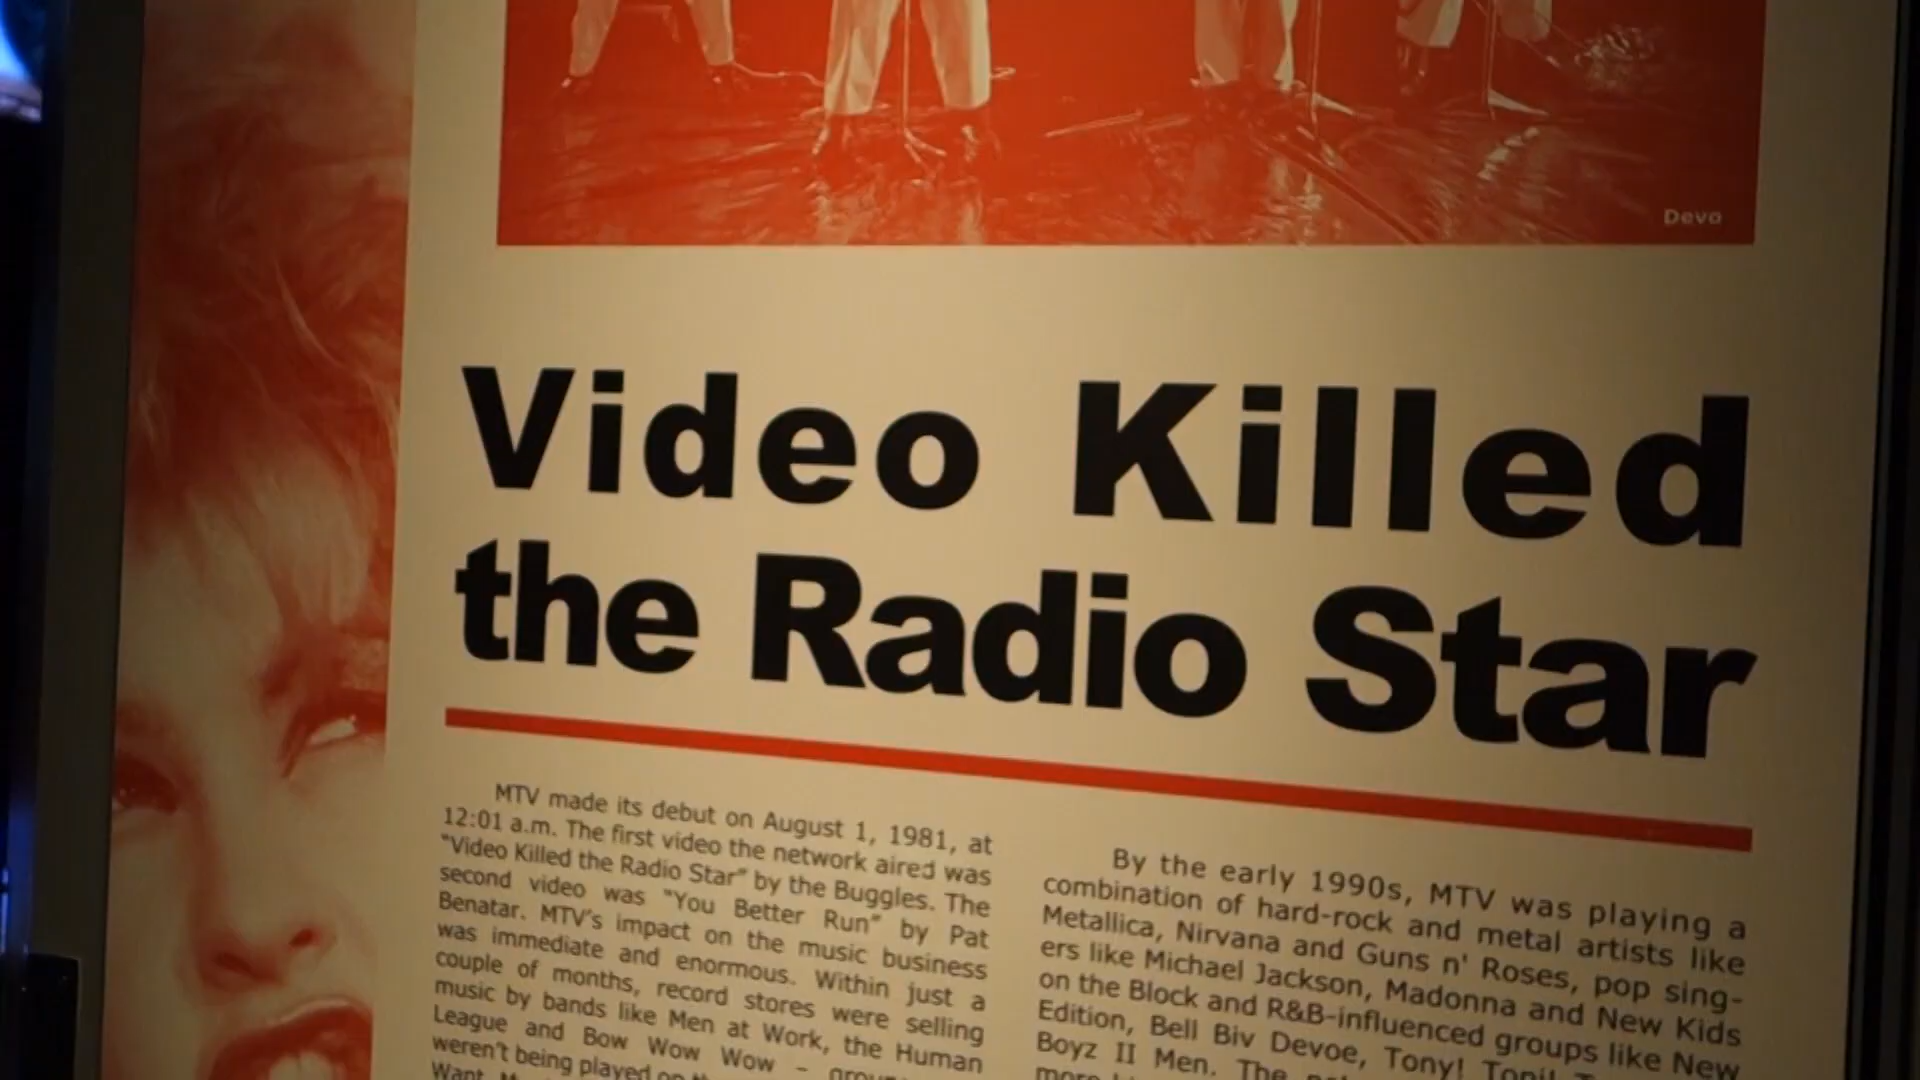 Devo
Video Killed
the Radio Star
MTV made its debut on August 1, 1981, at
12:01 a.m. The first video the network aired was
"Video Killed the Radio Star" by the Buggles. The
second video was "You Better Run" by Pat
Benatar. MTV's impact on the music business
was immediate and enormous. Within just a
couple of months, record stores were selling
music by bands like Men at Work, the Human
League and Bow Wow Wow –
weren't being played on
Want
By the early 1990s, MTV was playing a
combination of hard-rock and metal artists like
Metallica, Nirvana and Guns n' Roses, pop sing-
ers like Michael Jackson, Madonna and New Kids
on the Block and R&B-influenced groups like New
Edition, Bell Biv Devoe, Tony! Toni!
Boyz II Men. The
more